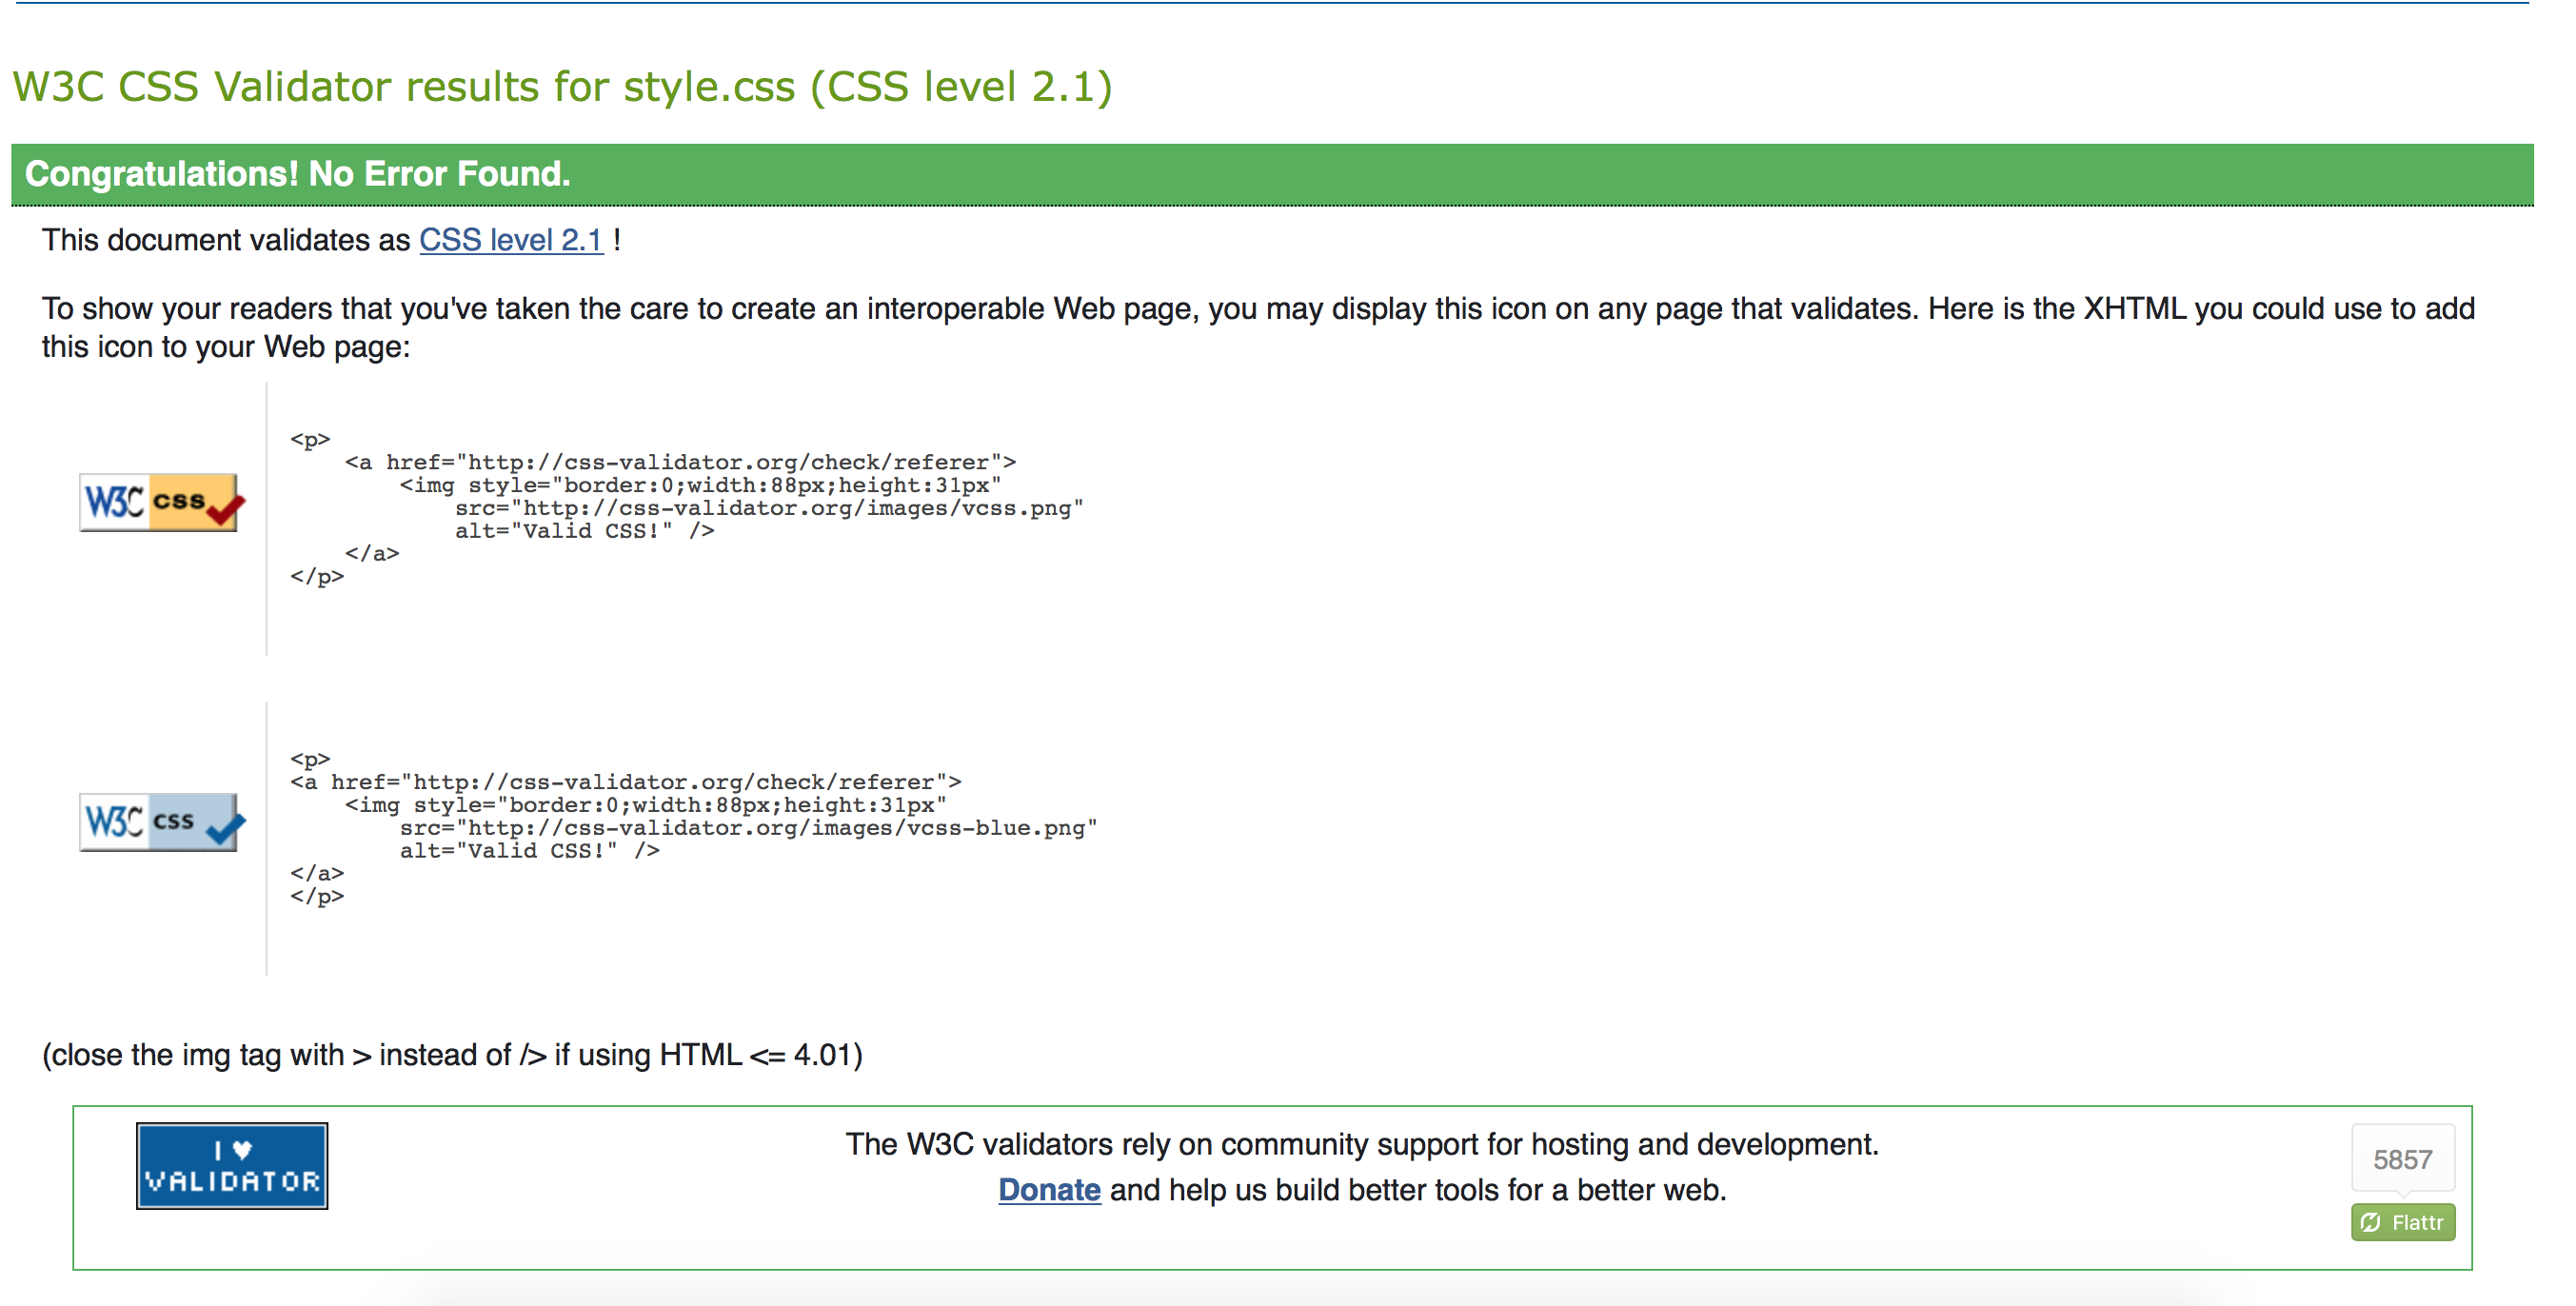 W3C CSS Validator results for style.css (CSS level 2.1)
Congratulations! No Error Found.
This document validates as CSS level 2.1 !
To show your readers that you've taken the care to create an interoperable Web page, you may display this icon on any page that validates. Here is the XHTML you could use to add
this icon to your Web page:
W3C css
<p>
    <a href="http://css-validator.org/check/referer">
        <img style="border:0;width:88px;height:31px"
            src="http://css-validator.org/images/vcss.png"
            alt="Valid CSS!" />
    </a>
</p>
W3C css
<p>
<a href="http://css-validator.org/check/referer">
    <img style="border:0;width:88px;height:31px"
        src="http://css-validator.org/images/vcss-blue.png"
        alt="Valid CSS!" />
</a>
</p>
(close the img tag with > instead of /> if using HTML <= 4.01)
I ♥
VALIDATOR
The W3C validators rely on community support for hosting and development.
Donate and help us build better tools for a better web.
5857
Flattr